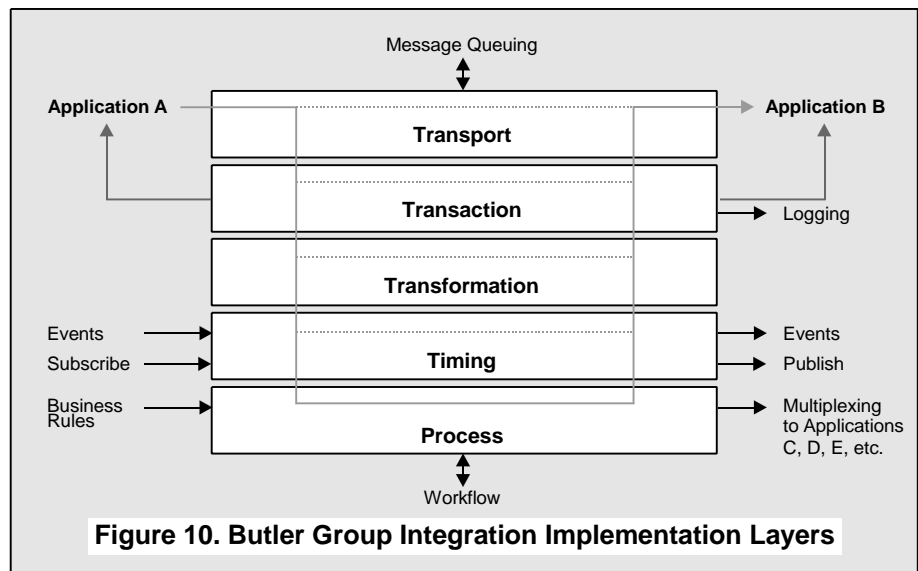 Message Queuing
Application A
Application B
Transport
Transaction
Logging
Transformation
Events
Events
Subscribe
Timing
Publish
Business
Rules
Multiplexing
to Applications
C, D, E, etc.
Process
Workflow
Figure 10. Butler Group Integration Implementation Layers